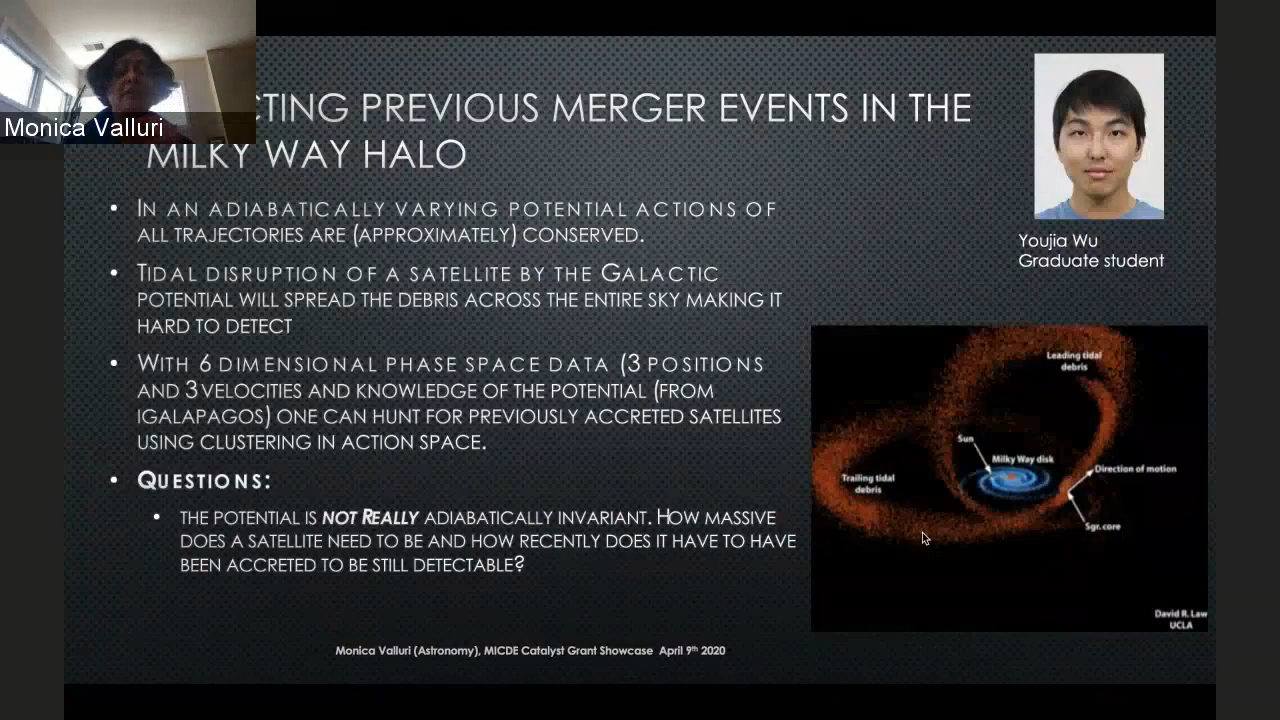 Monica Valluri
CTING PREVIOUS MERGER EVENTS IN THE
MILKY WAY HALO
• IN AN ADIABATICALLY VARYING POTENTIAL ACTIONS OF
ALL TRAJECTORIES ARE (APPROXIMATELY) CONSERVED.
• TIDAL DISRUPTION OF A SATELLITE BY THE GALACTIC
POTENTIAL WILL SPREAD THE DEBRIS ACROSS THE ENTIRE SKY MAKING IT
HARD TO DETECT
• WITH 6 DIMENSIONAL PHASE SPACE DATA (3 POSITIONS
AND 3 VELOCITIES AND KNOWLEDGE OF THE POTENTIAL (FROM
IGALAPAGOS) ONE CAN HUNT FOR PREVIOUSLY ACCRETED SATELLITES
USING CLUSTERING IN ACTION SPACE.
• QUESTIONS:
• THE POTENTIAL IS NOT REALLY ADIABATICALLY INVARIANT. HOW MASSIVE
DOES A SATELLITE NEED TO BE AND HOW RECENTLY DOES IT HAVE TO HAVE
BEEN ACCRETED TO BE STILL DETECTABLE?
Youjia Wu
Graduate student
Leading tidal
debris
Sun
Milky Way disk
Direction of motion
Trailing tidal
debris
Sgr. core
David R. Law
UCLA
Monica Valluri (Astronomy), MICDE Catalyst Grant Showcase April 9th 2020